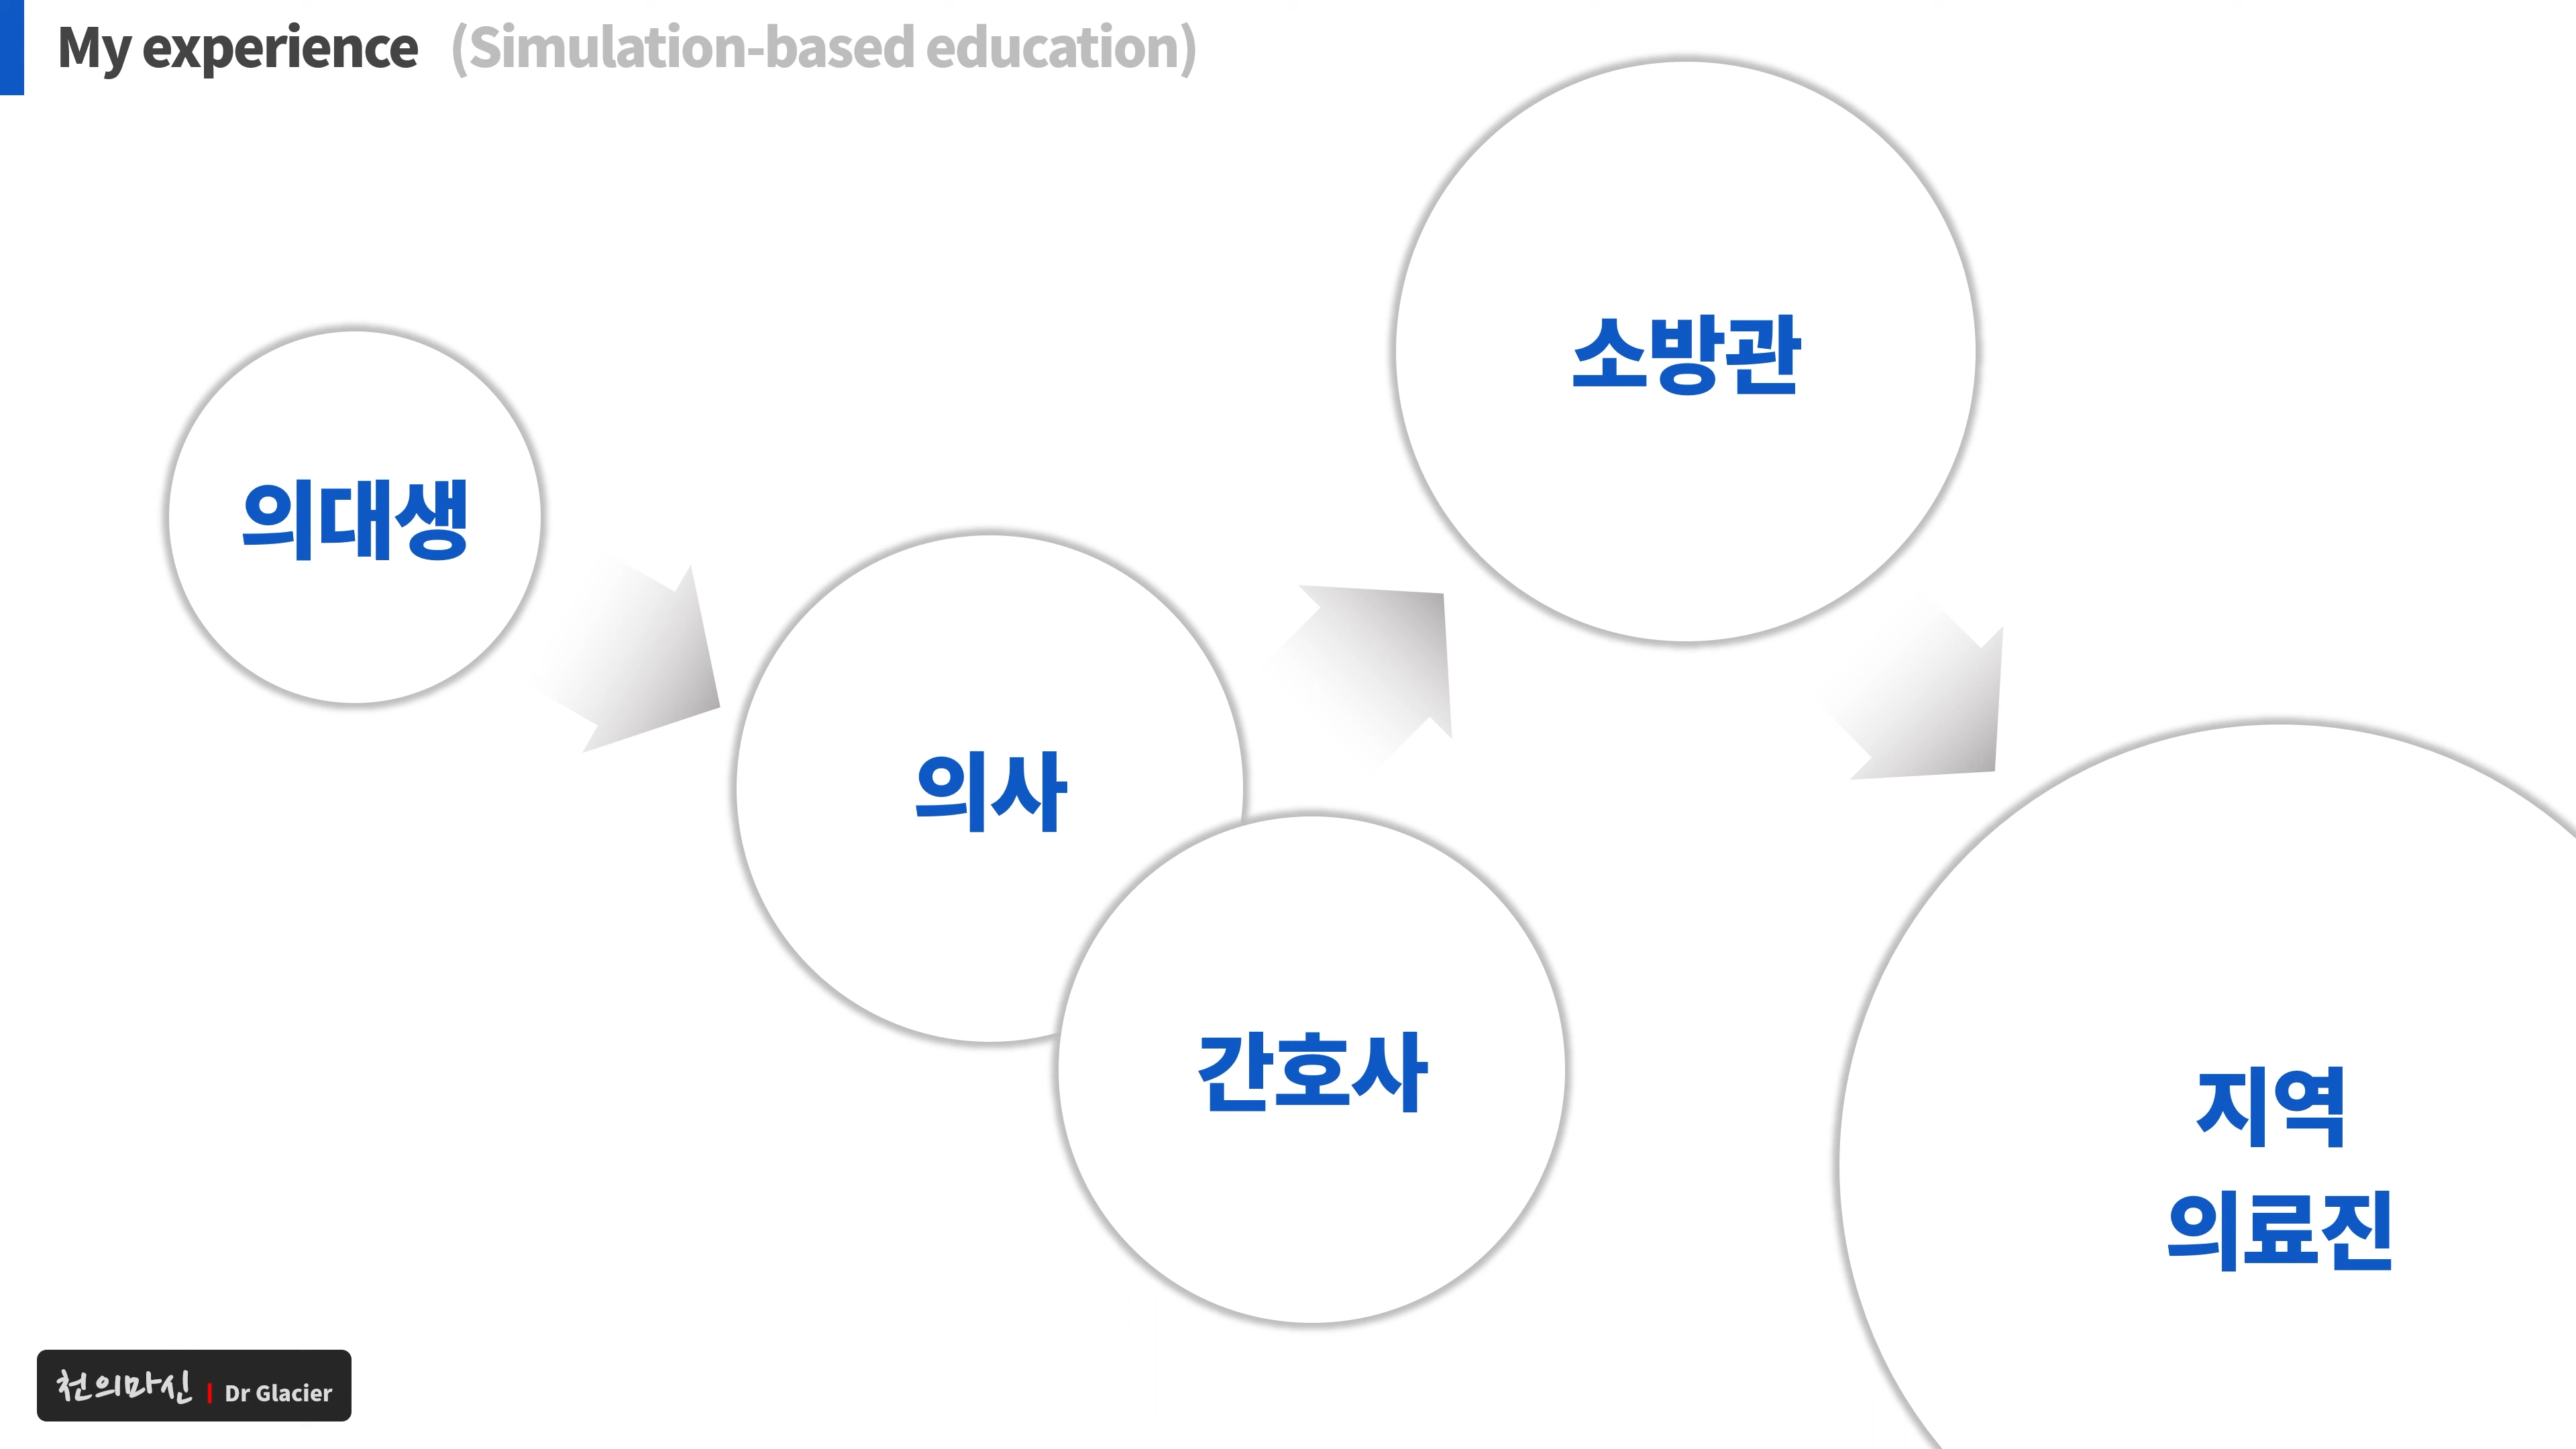 My experience (Simulation-based education)
의대생
의사
간호사
소방관
지역
의료진
천의마신 | Dr Glacier